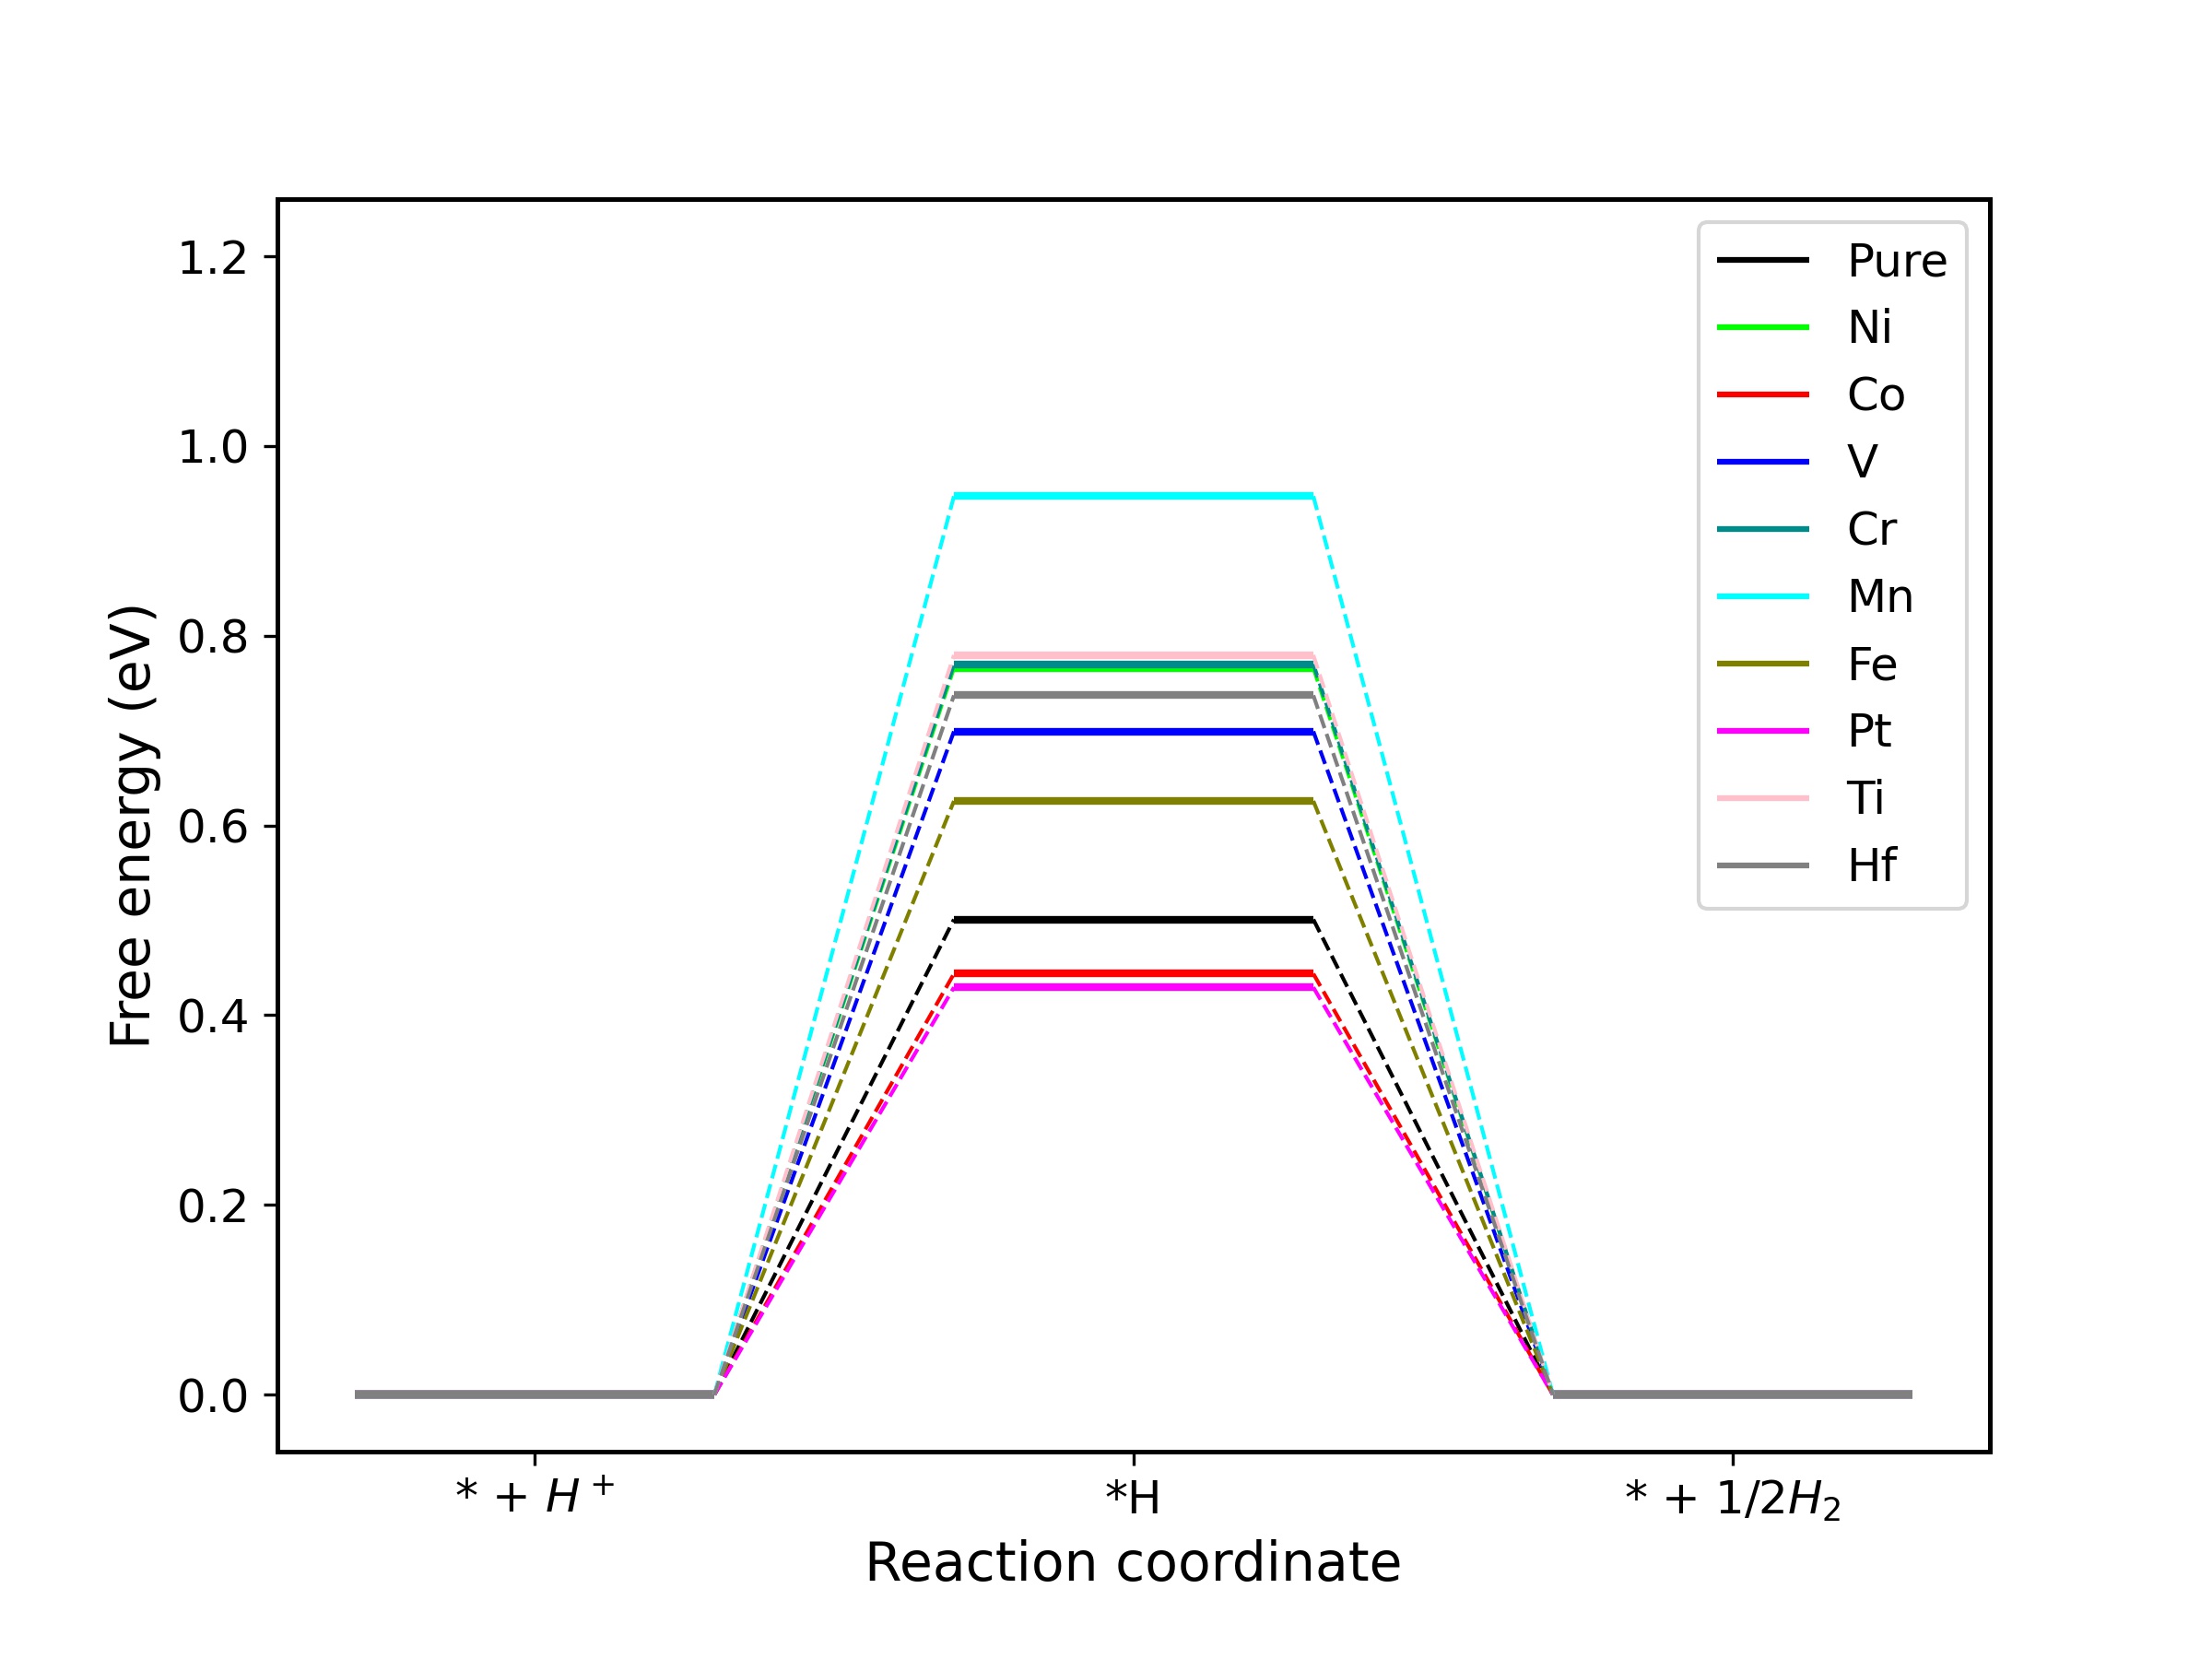 1.2
1.0
0.8
0.6
0.4
0.2
0.0
Free energy (eV)
Pure
Ni
Co
V
Cr
Mn
Fe
Pt
Ti
Hf
* + H⁺
*H
* + 1/2H₂
Reaction coordinate